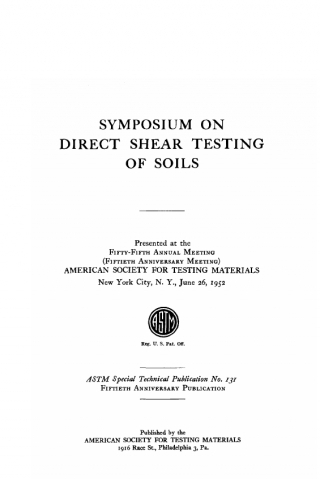 SYMPOSIUM ON
DIRECT SHEAR TESTING
OF SOILS
Presented at the
Fifty-Fifth Annual Meeting
(Fiftieth Anniversary Meeting)
AMERICAN SOCIETY FOR TESTING MATERIALS
New York City, N. Y., June 26, 1952
ASTM
Reg. U. S. Pat. Off.
ASTM Special Technical Publication No. 131
Fiftieth Anniversary Publication
Published by the
AMERICAN SOCIETY FOR TESTING MATERIALS
1916 Race St., Philadelphia 3, Pa.